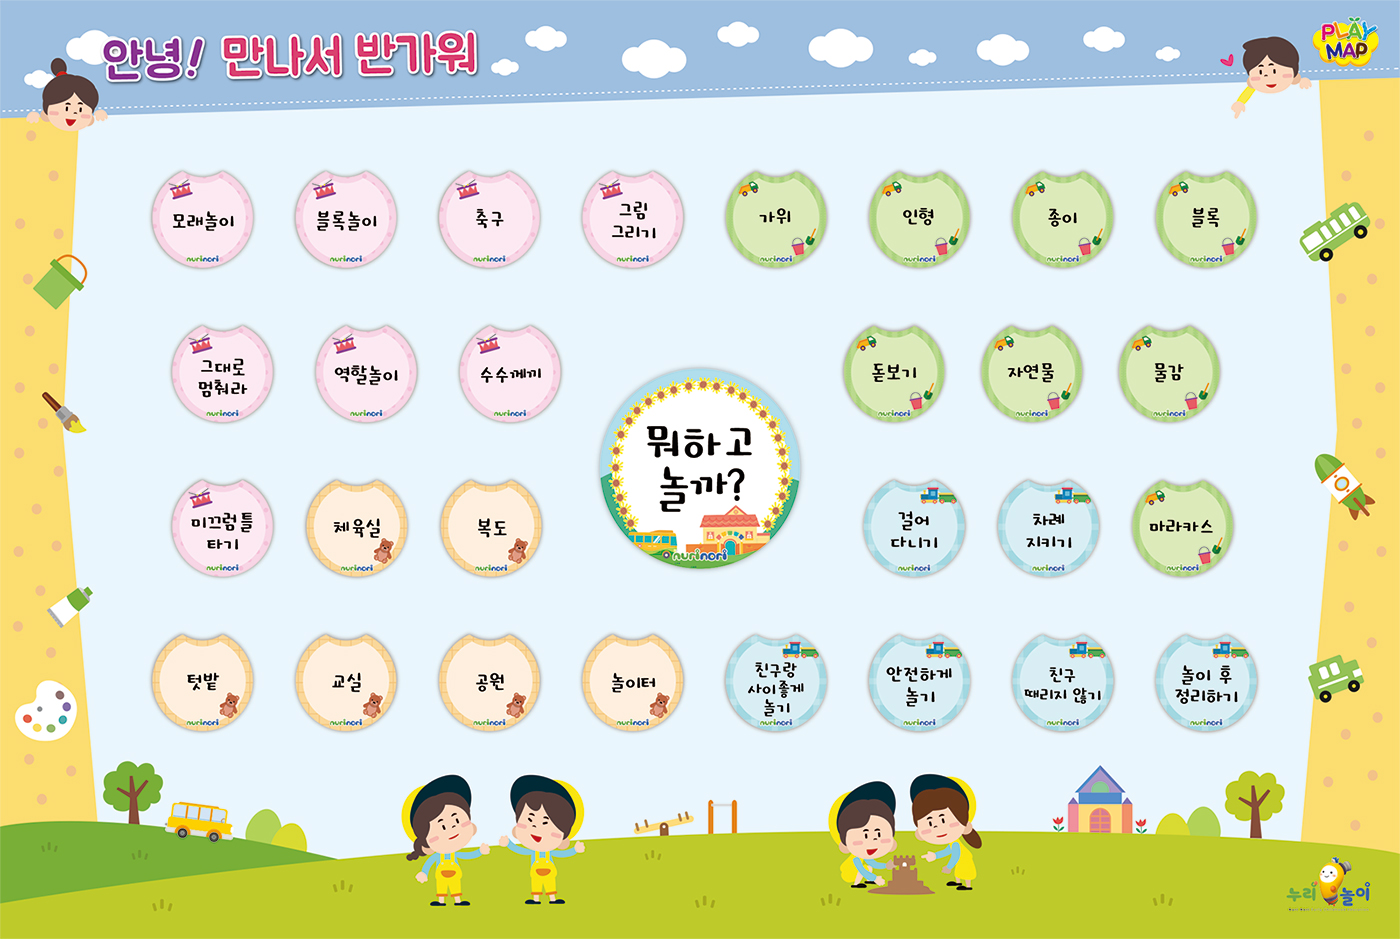 안녕! 만나서 반가워
PLAY
MAP
모래놀이
nurinori
블록놀이
nurinori
축구
nurinori
그림
그리기
nurinori
가위
nurinori
인형
nurinori
종이
nurinori
블록
nurinori
그대로
멈춰라
nurinori
역할놀이
nurinori
수수께끼
nurinori
돋보기
nurinori
자연물
nurinori
물감
nurinori
뭐하고
놀까?
nurinori
미끄럼틀
타기
nurinori
체육실
nurinori
복도
nurinori
걸어
다니기
nurinori
차례
지키기
nurinori
마라카스
nurinori
텃밭
nurinori
교실
nurinori
공원
nurinori
놀이터
nurinori
친구랑
사이좋게
놀기
nurinori
안전하게
놀기
nurinori
친구
때리지 않기
nurinori
놀이 후
정리하기
nurinori
누리놀이